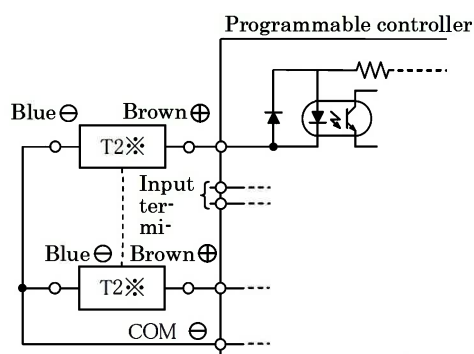 Programmable controller
Blue ⊖ Brown ⊕
T2※
Input
ter-
mi-
Blue ⊖ Brown ⊕
T2※
COM ⊖